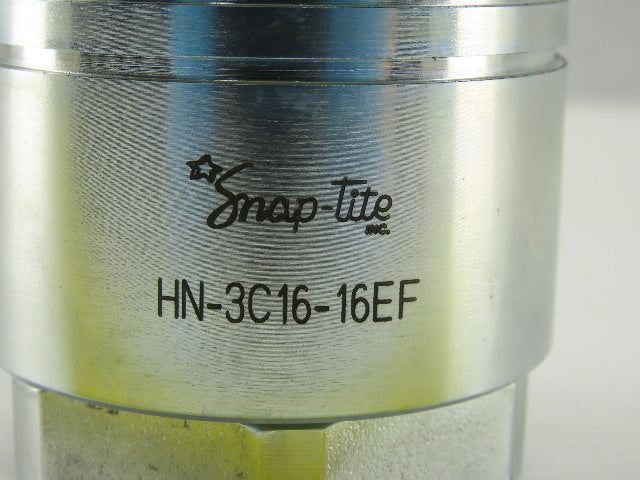 Snap-tite
INC.
HN-3C16-16EF